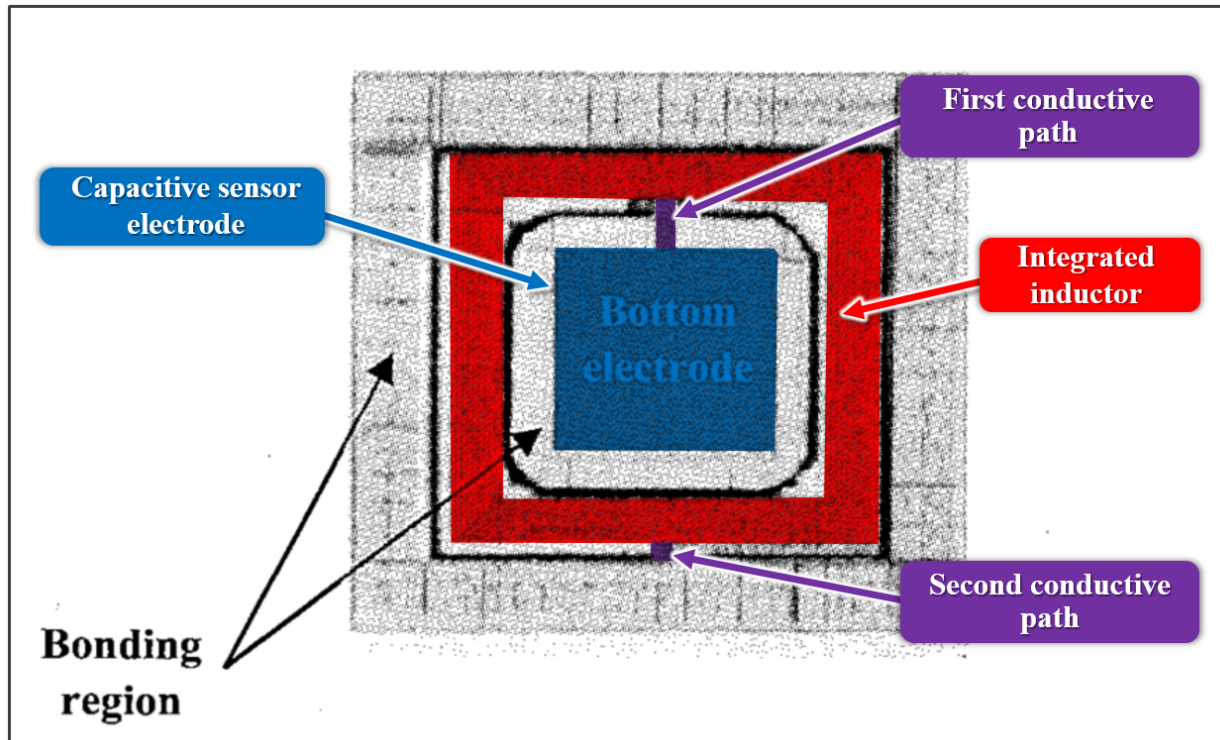 First conductive
path
Capacitive sensor
electrode
Integrated
inductor
Bottom
electrode
Second conductive
path
Bonding
region